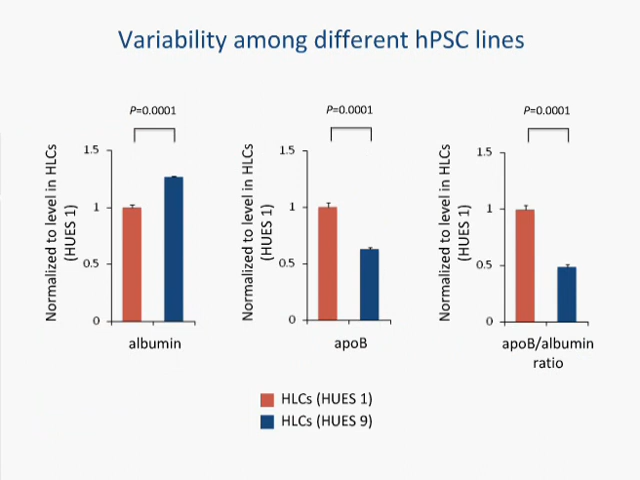 Variability among different hPSC lines
P=0.0001
P=0.0001
P=0.0001
Normalized to level in HLCs
(HUES 1)
1.5
1
0.5
0
albumin
Normalized to level in HLCs
(HUES 1)
1.5
1
0.5
0
apoB
Normalized to level in HLCs
(HUES 1)
1.5
1
0.5
0
apoB/albumin
ratio
HLCs (HUES 1)
HLCs (HUES 9)